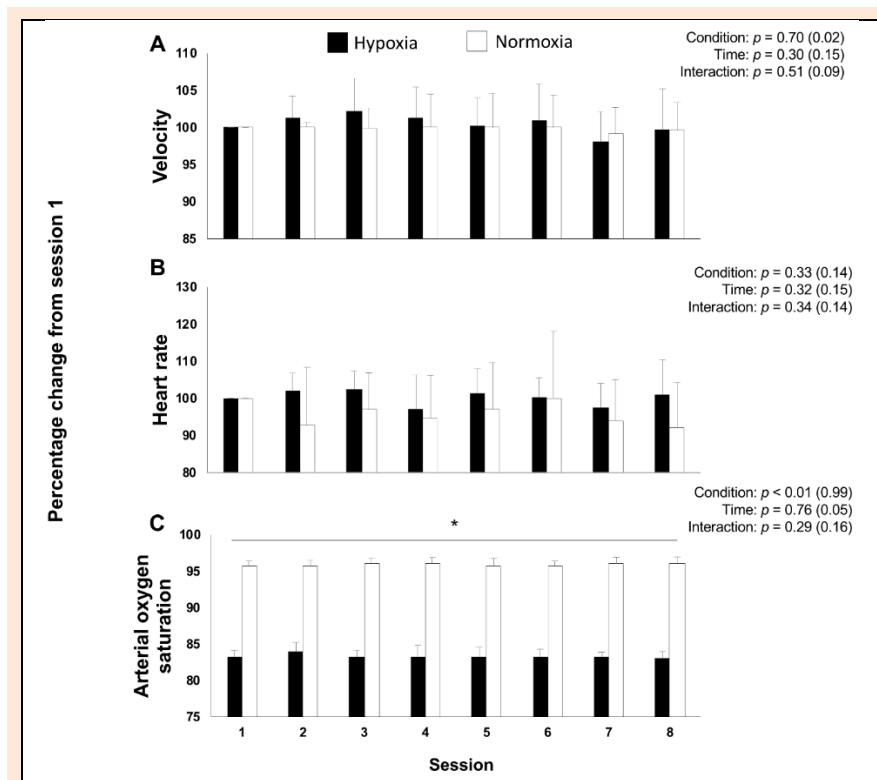 A
Hypoxia
Normoxia
Condition: p = 0.70 (0.02)
Time: p = 0.30 (0.15)
Interaction: p = 0.51 (0.09)
110
105
100
95
90
85
Velocity
B
Condition: p = 0.33 (0.14)
Time: p = 0.32 (0.15)
Interaction: p = 0.34 (0.14)
130
120
110
100
90
80
Heart rate
Percentage change from session 1
C
Condition: p < 0.01 (0.99)
Time: p = 0.76 (0.05)
Interaction: p = 0.29 (0.16)
*
100
95
90
85
80
75
Arterial oxygen
saturation
1 2 3 4 5 6 7 8
Session